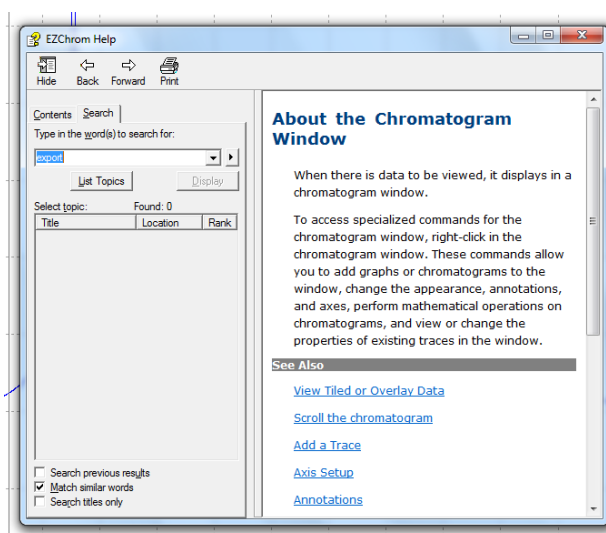 EZChrom Help
Hide Back Forward Print
Contents Search
Type in the word(s) to search for:
export
List Topics Display
Select topic: Found: 0
Title Location Rank
Search previous results
Match similar words
Search titles only
About the Chromatogram
Window
When there is data to be viewed, it displays in a
chromatogram window.
To access specialized commands for the
chromatogram window, right-click in the
chromatogram window. These commands allow
you to add graphs or chromatograms to the
window, change the appearance, annotations,
and axes, perform mathematical operations on
chromatograms, and view or change the
properties of existing traces in the window.
See Also
View Tiled or Overlay Data
Scroll the chromatogram
Add a Trace
Axis Setup
Annotations